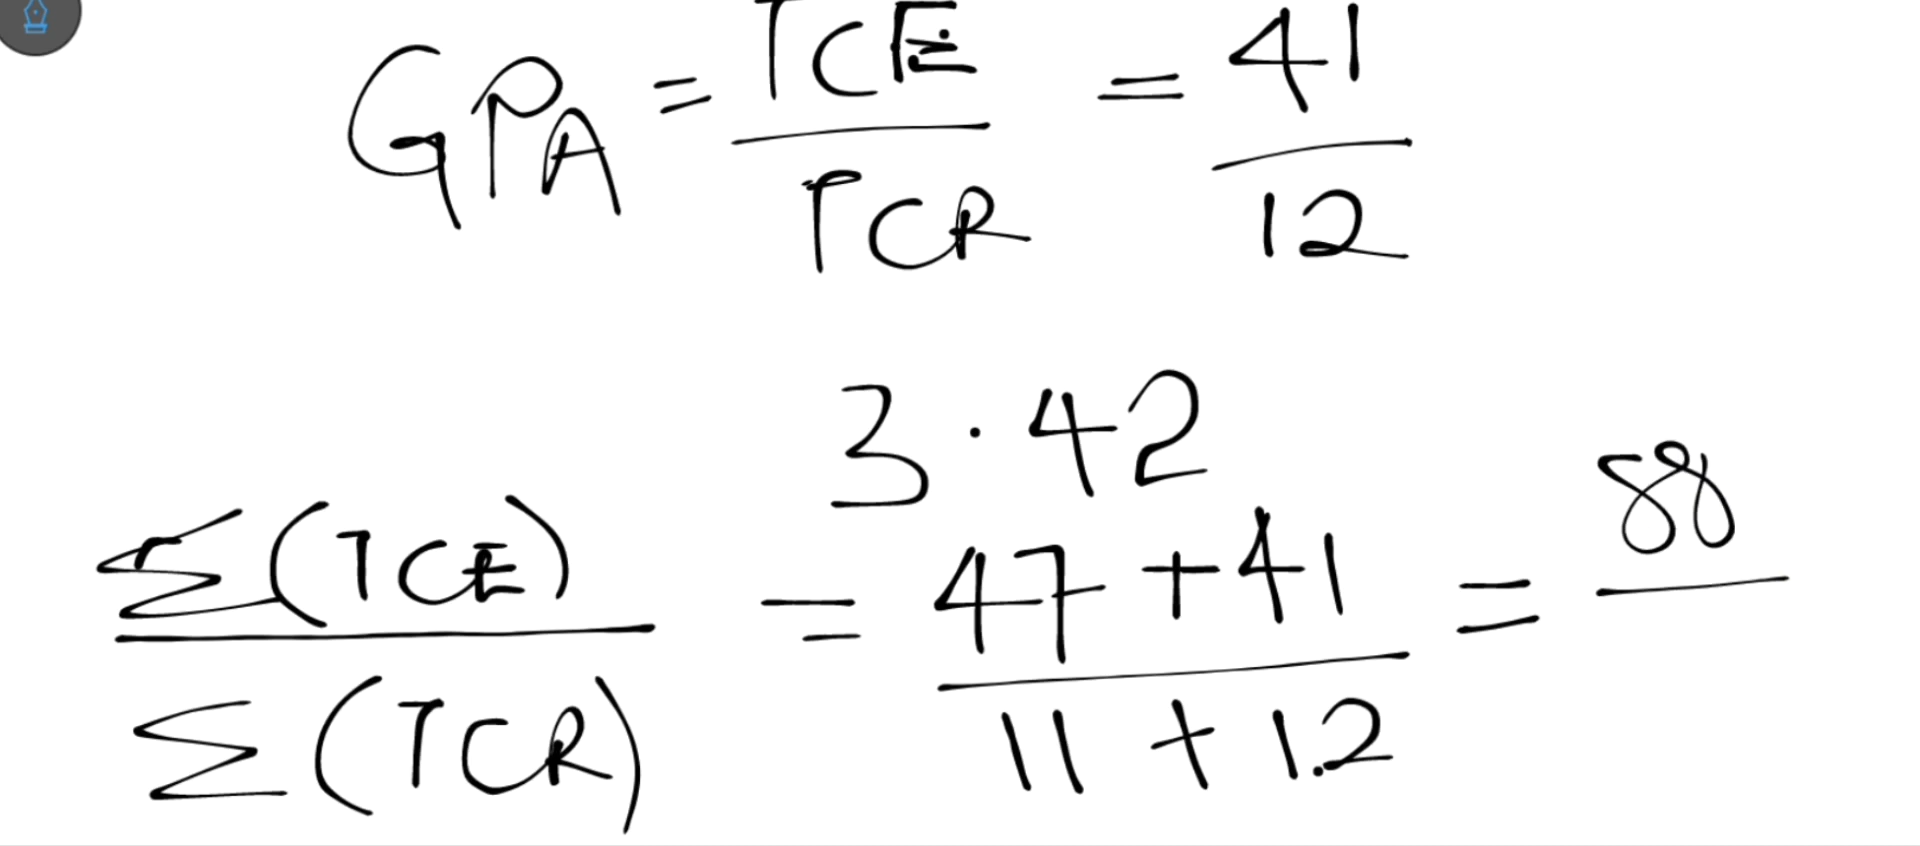 GPA = TCE / TCR = 41 / 12
3.42
Σ(TCE) / Σ(TCR) = 47 + 41 / 11 + 12 = 88